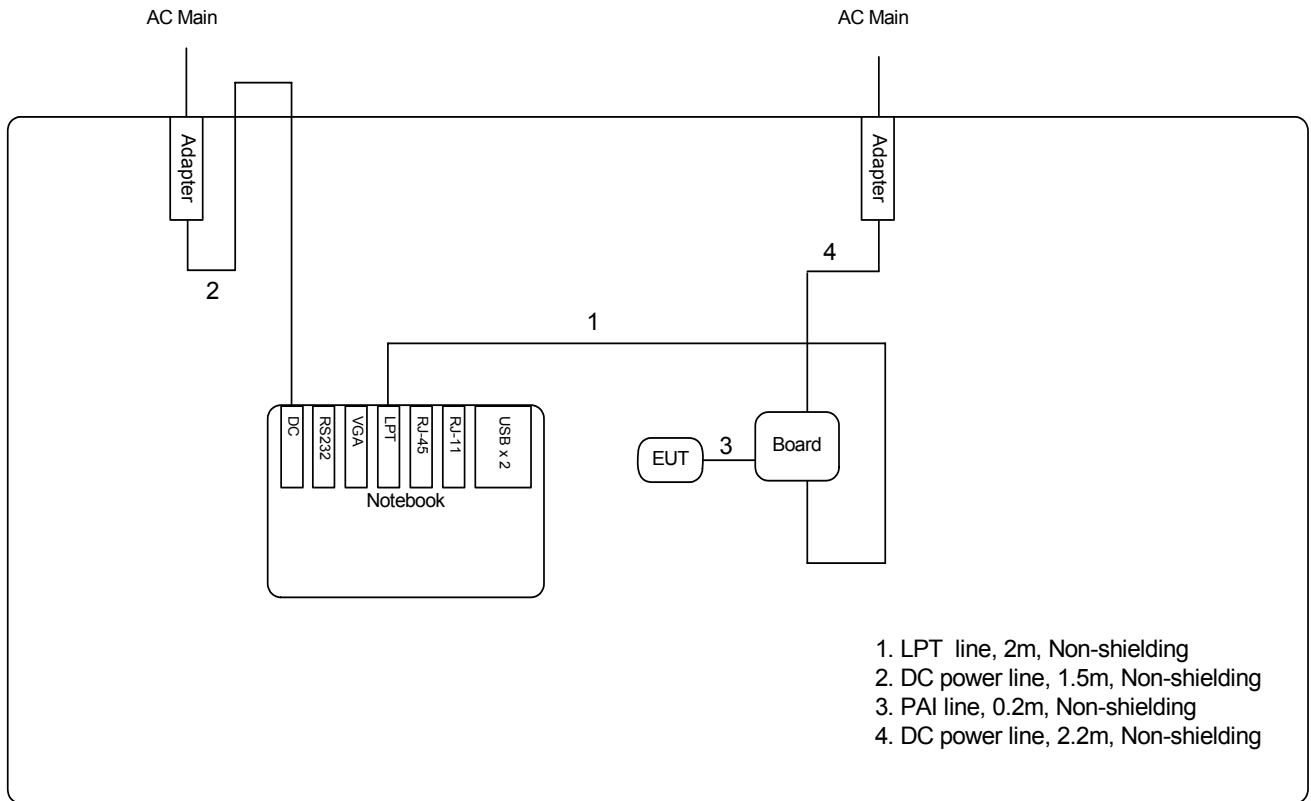 AC Main
AC Main
Adapter
Adapter
2
4
1
DC
RS232
VGA
LPT
RJ-45
RJ-11
USB x 2
Notebook
EUT
3
Board
1. LPT line, 2m, Non-shielding
2. DC power line, 1.5m, Non-shielding
3. PAI line, 0.2m, Non-shielding
4. DC power line, 2.2m, Non-shielding